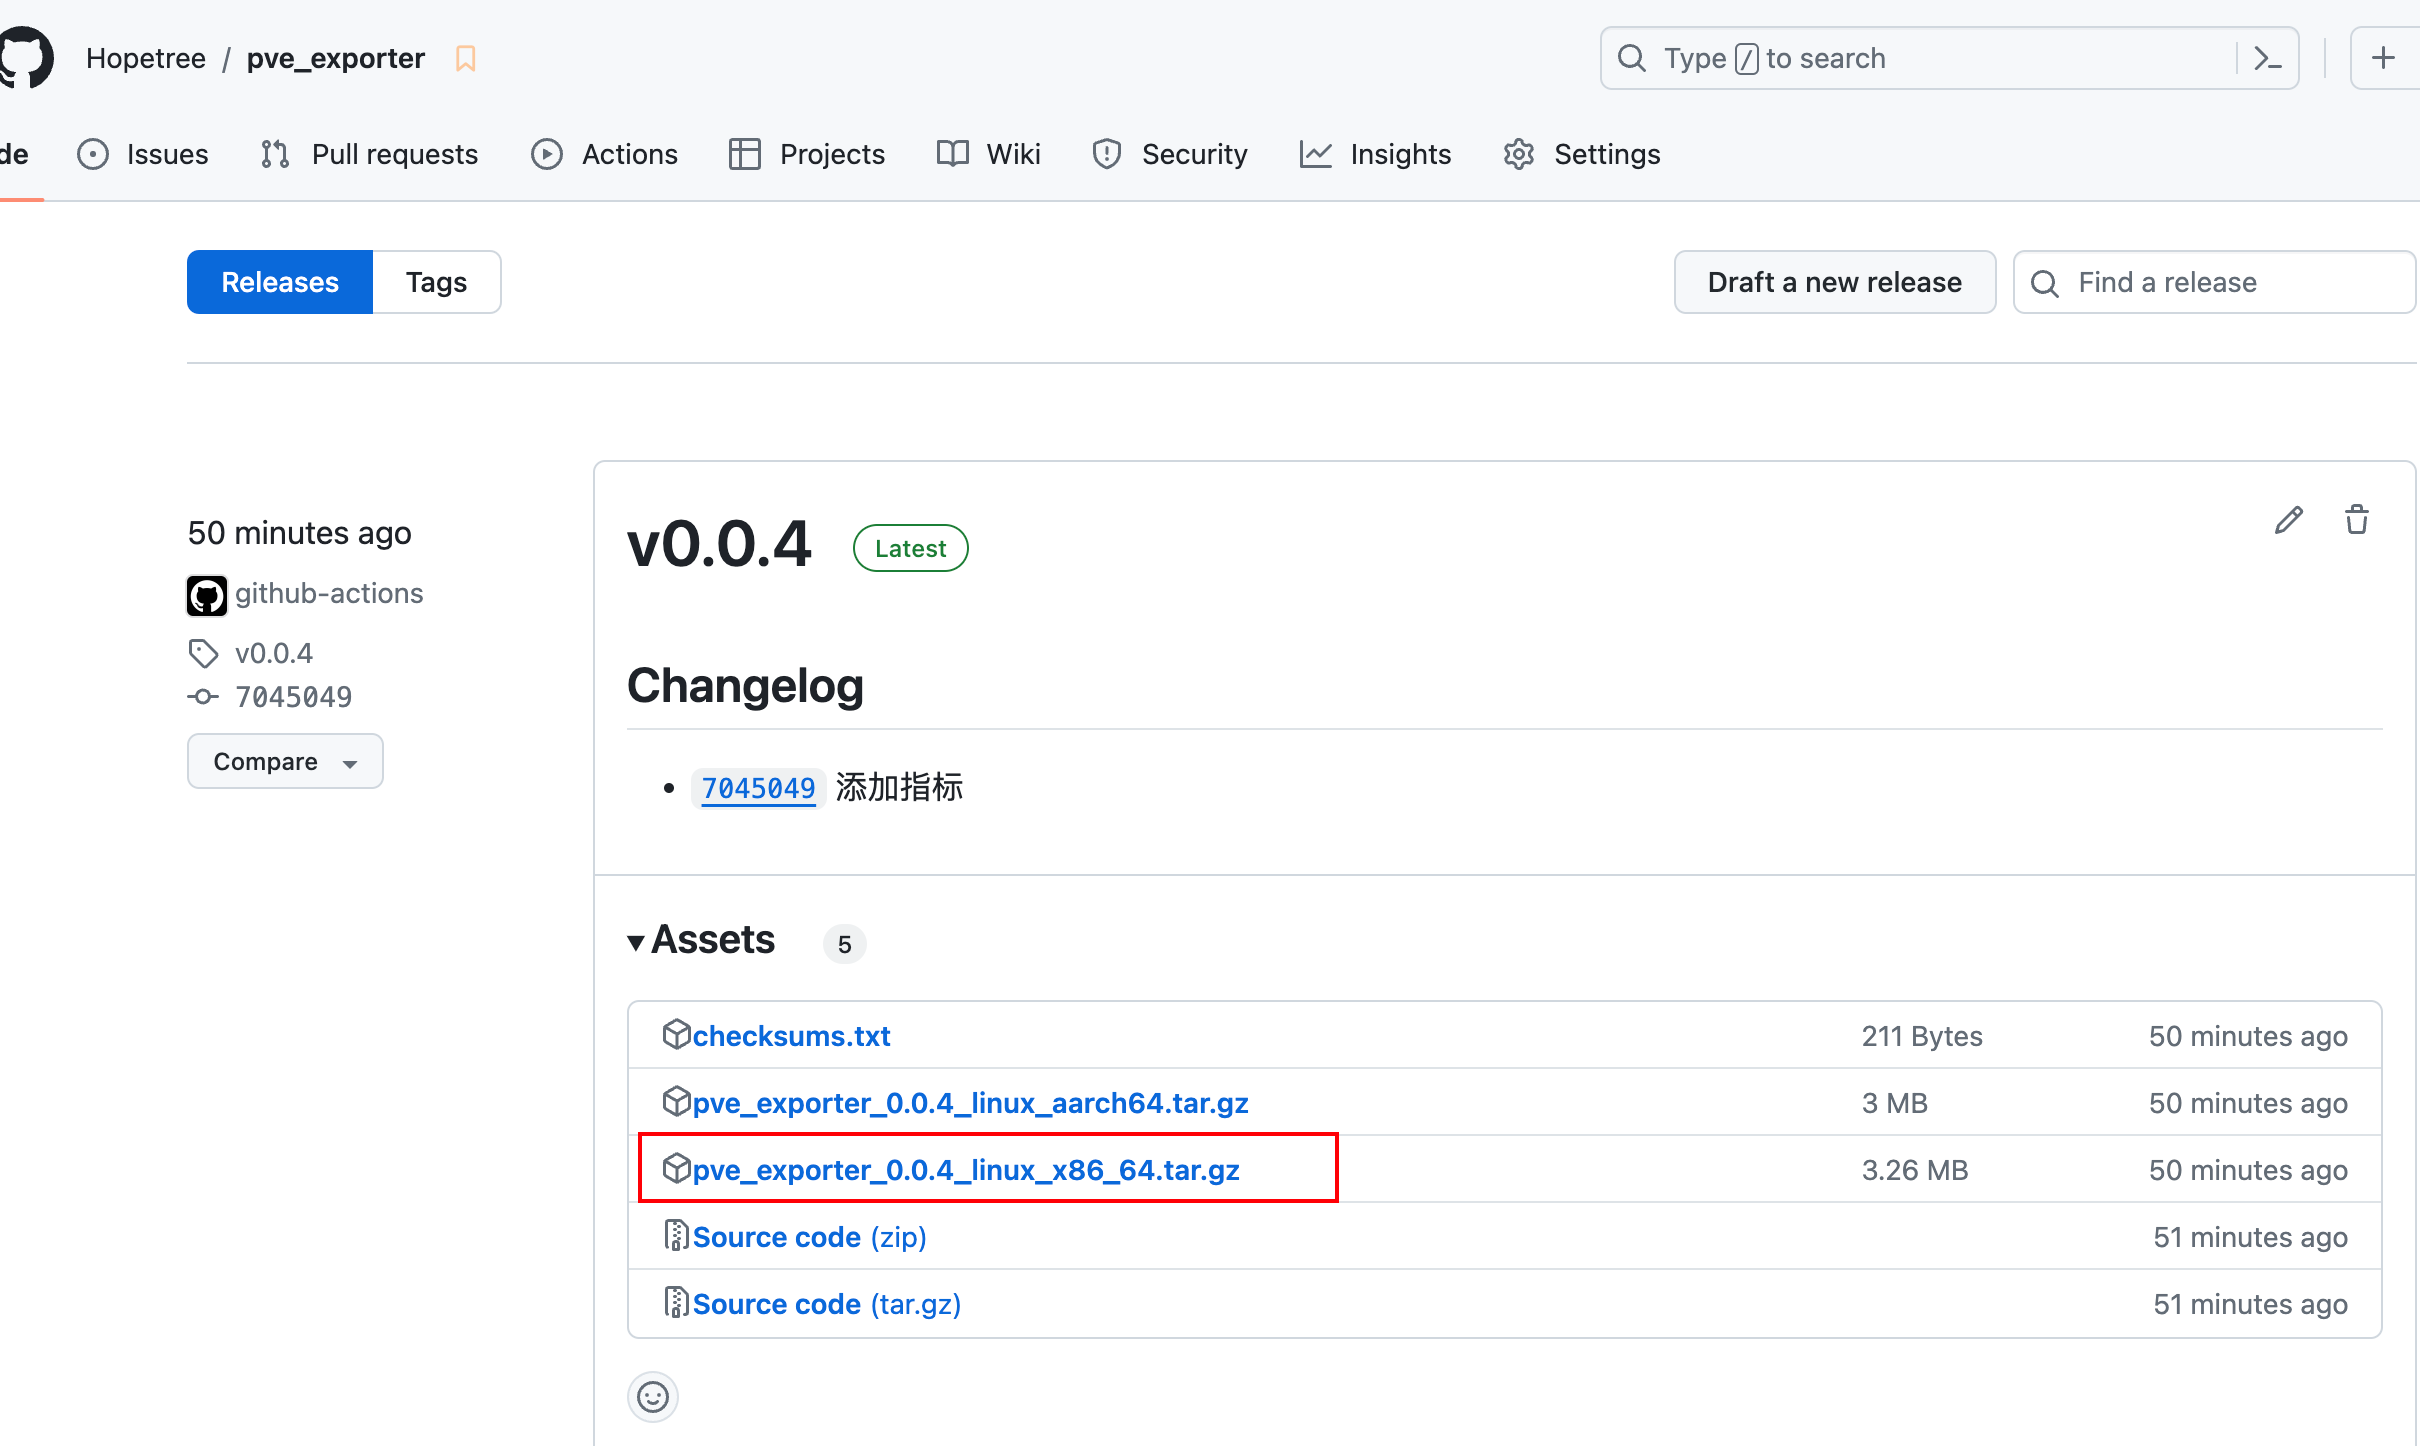 Hopetree / pve_exporter
Type / to search
de Issues Pull requests Actions Projects Wiki Security Insights Settings
Releases Tags Draft a new release Find a release
50 minutes ago
github-actions
v0.0.4
7045049
Compare
v0.0.4 Latest
Changelog
7045049 添加指标
Assets 5
checksums.txt 211 Bytes 50 minutes ago
pve_exporter_0.0.4_linux_aarch64.tar.gz 3 MB 50 minutes ago
pve_exporter_0.0.4_linux_x86_64.tar.gz 3.26 MB 50 minutes ago
Source code (zip) 51 minutes ago
Source code (tar.gz) 51 minutes ago